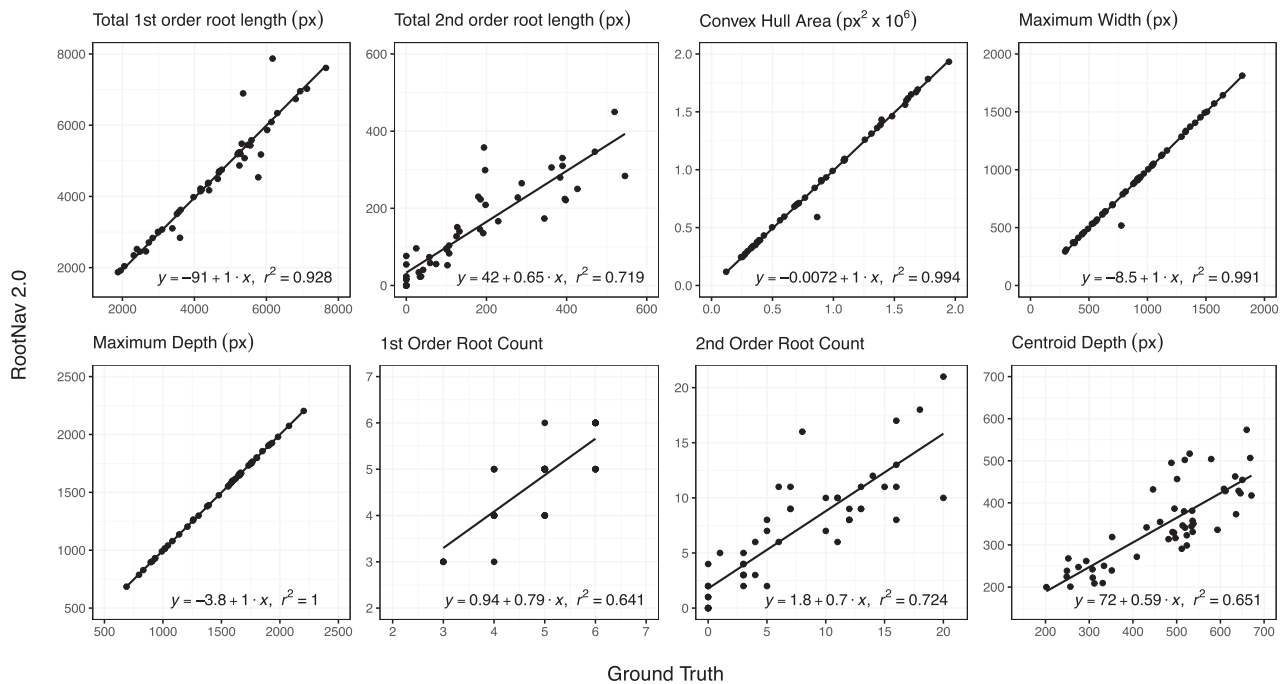 Total 1st order root length (px)
Total 2nd order root length (px)
Convex Hull Area (px² x 10⁶)
Maximum Width (px)
8000
6000
4000
2000
y = −91 + 1 · x, r² = 0.928
2000 4000 6000 8000
600
400
200
0
y = 42 + 0.65 · x, r² = 0.719
0 200 400 600
2.0
1.5
1.0
0.5
0.0
y = −0.0072 + 1 · x, r² = 0.994
0.0 0.5 1.0 1.5 2.0
2000
1500
1000
500
0
y = −8.5 + 1 · x, r² = 0.991
0 500 1000 1500 2000
RootNav 2.0
Maximum Depth (px)
1st Order Root Count
2nd Order Root Count
Centroid Depth (px)
2500
2000
1500
1000
500
y = −3.8 + 1 · x, r² = 1
500 1000 1500 2000 2500
7
6
5
4
3
2
y = 0.94 + 0.79 · x, r² = 0.641
2 3 4 5 6 7
20
15
10
5
0
y = 1.8 + 0.7 · x, r² = 0.724
0 5 10 15 20
700
600
500
400
300
200
y = 72 + 0.59 · x, r² = 0.651
200 300 400 500 600 700
Ground Truth